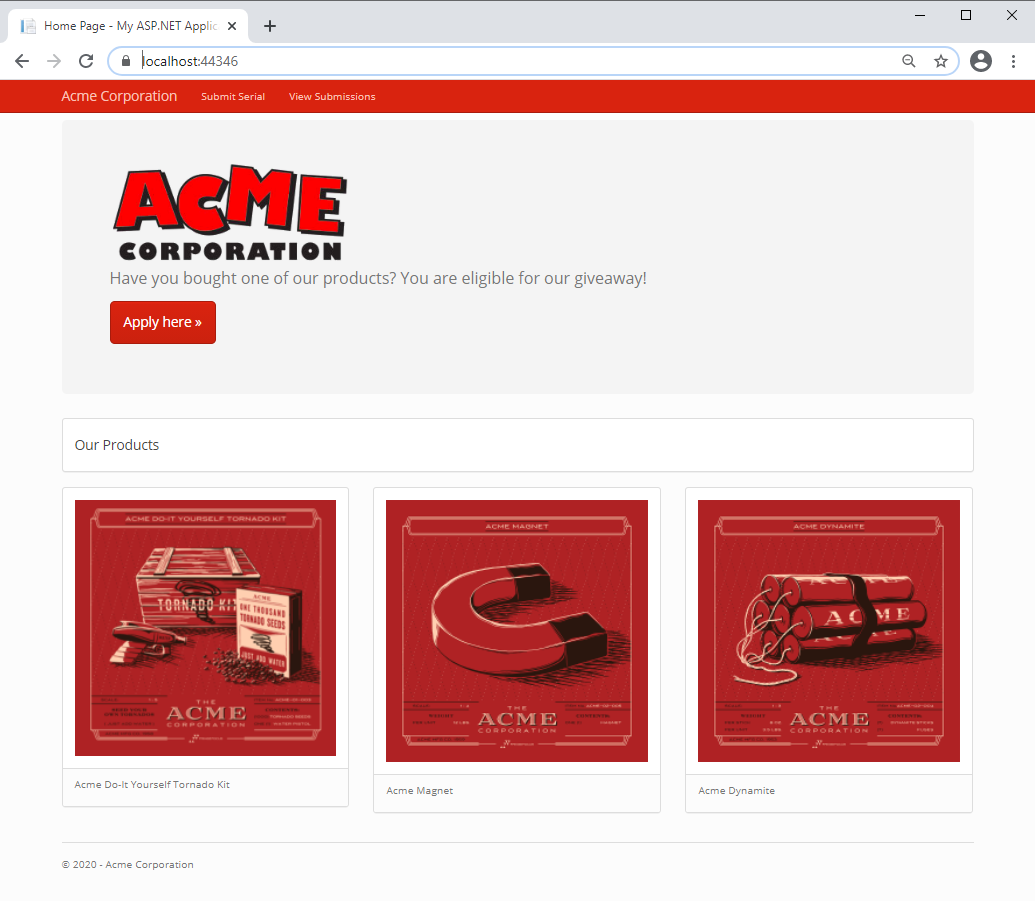 Home Page - My ASP.NET Applic
localhost:44346
Acme Corporation Submit Serial View Submissions
ACME
CORPORATION
Have you bought one of our products? You are eligible for our giveaway!
Apply here »
Our Products
ACME DO-IT YOURSELF TORNADO KIT
TORNADO KIT
ACME
ONE THOUSAND
TORNADO SEEDS
JUST ADD WATER
THE
ACME
CORPORATION
Acme Do-It Yourself Tornado Kit
ACME MAGNET
THE
ACME
CORPORATION
Acme Magnet
ACME DYNAMITE
ACME
THE
ACME
CORPORATION
Acme Dynamite
© 2020 - Acme Corporation